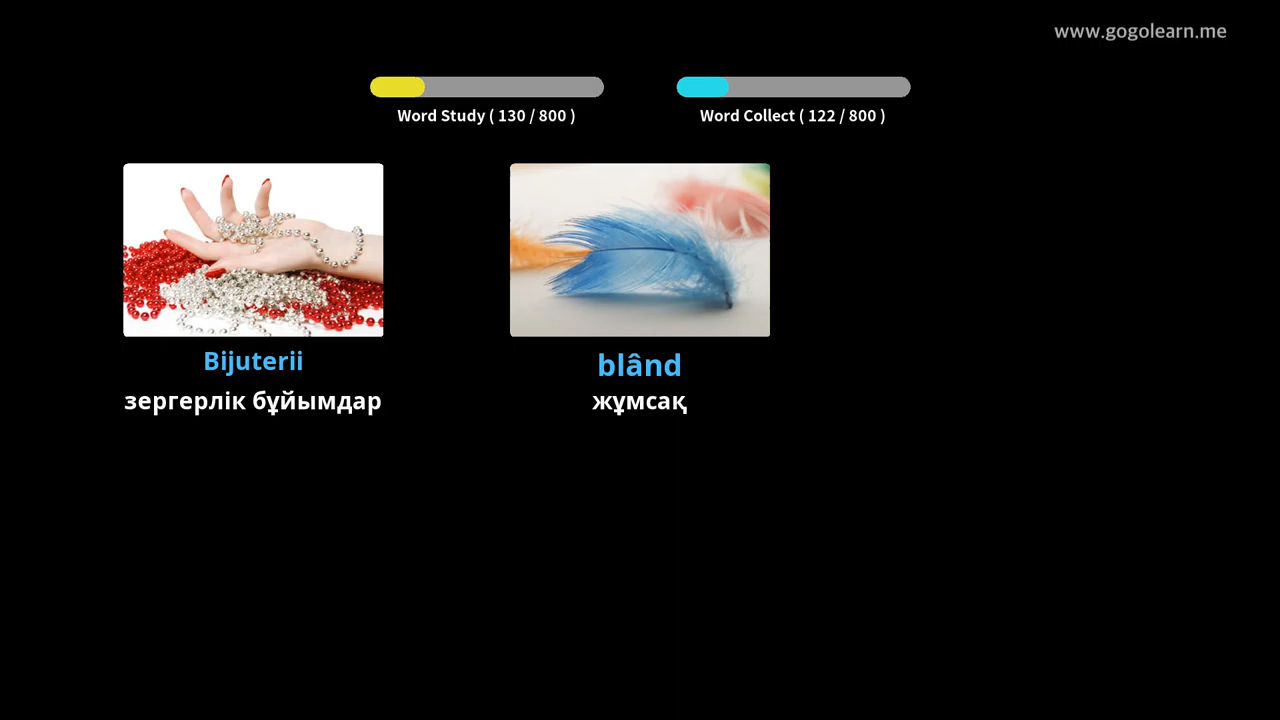 www.gogolearn.me
Word Study ( 130 / 800 )
Word Collect ( 122 / 800 )
Bijuterii
зергерлік бұйымдар
blând
жұмсақ